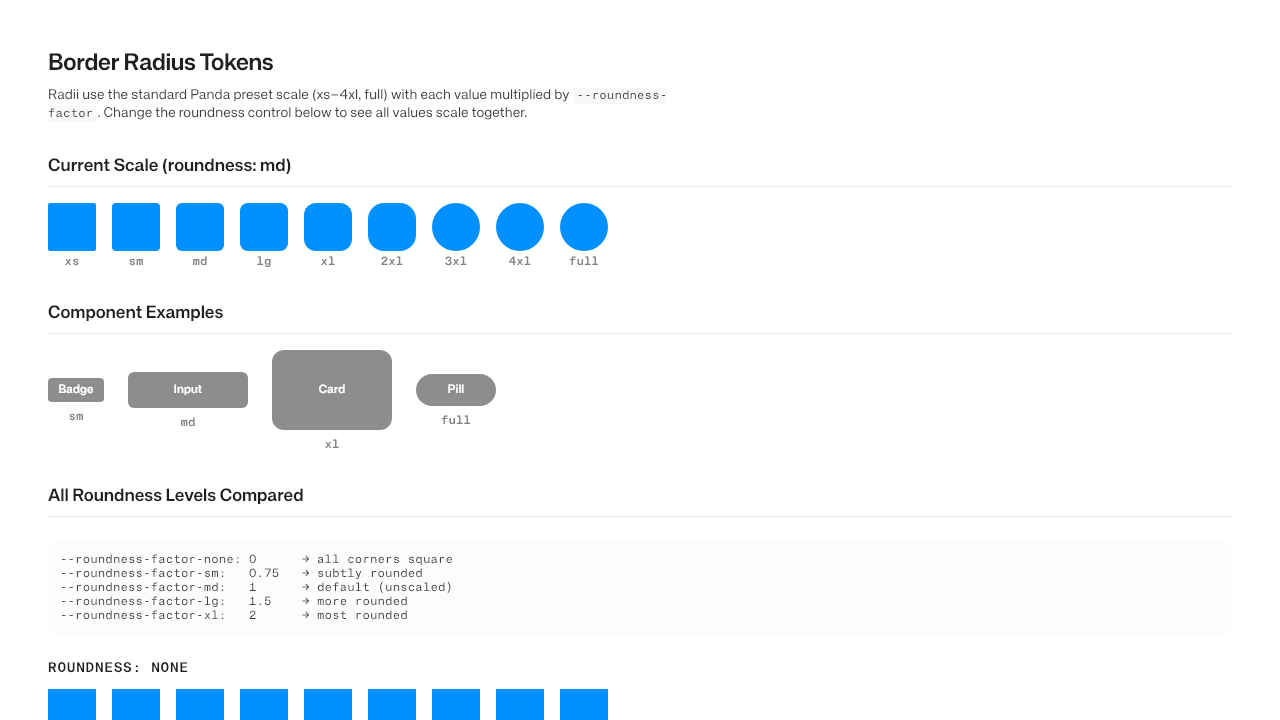 Border Radius Tokens
Radii use the standard Panda preset scale (xs–4xl, full) with each value multiplied by --roundness-
factor. Change the roundness control below to see all values scale together.
Current Scale (roundness: md)
xs sm md lg xl 2xl 3xl 4xl full
Component Examples
Badge Input Card Pill
sm md xl full
All Roundness Levels Compared
--roundness-factor-none: 0 → all corners square
--roundness-factor-sm: 0.75 → subtly rounded
--roundness-factor-md: 1 → default (unscaled)
--roundness-factor-lg: 1.5 → more rounded
--roundness-factor-xl: 2 → most rounded
ROUNDNESS: NONE